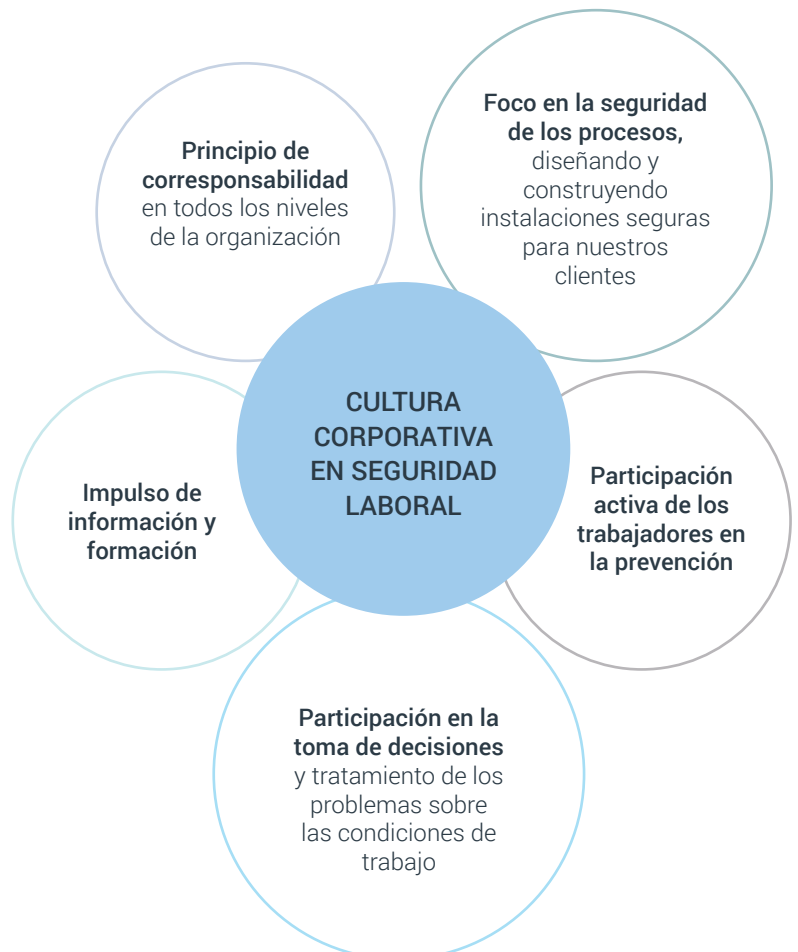 Principio de
corresponsabilidad
en todos los niveles
de la organización
Foco en la seguridad
de los procesos,
diseñando y
construyendo
instalaciones seguras
para nuestros
clientes
CULTURA
CORPORATIVA
EN SEGURIDAD
LABORAL
Impulso de
información y
formación
Participación
activa de los
trabajadores en
la prevención
Participación en la
toma de decisiones
y tratamiento de los
problemas sobre
las condiciones de
trabajo